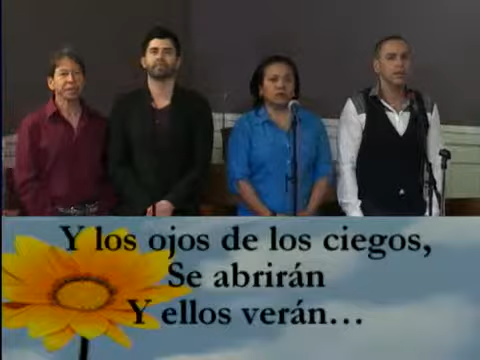 Y los ojos de los ciegos,
Se abrirán
Y ellos verán...